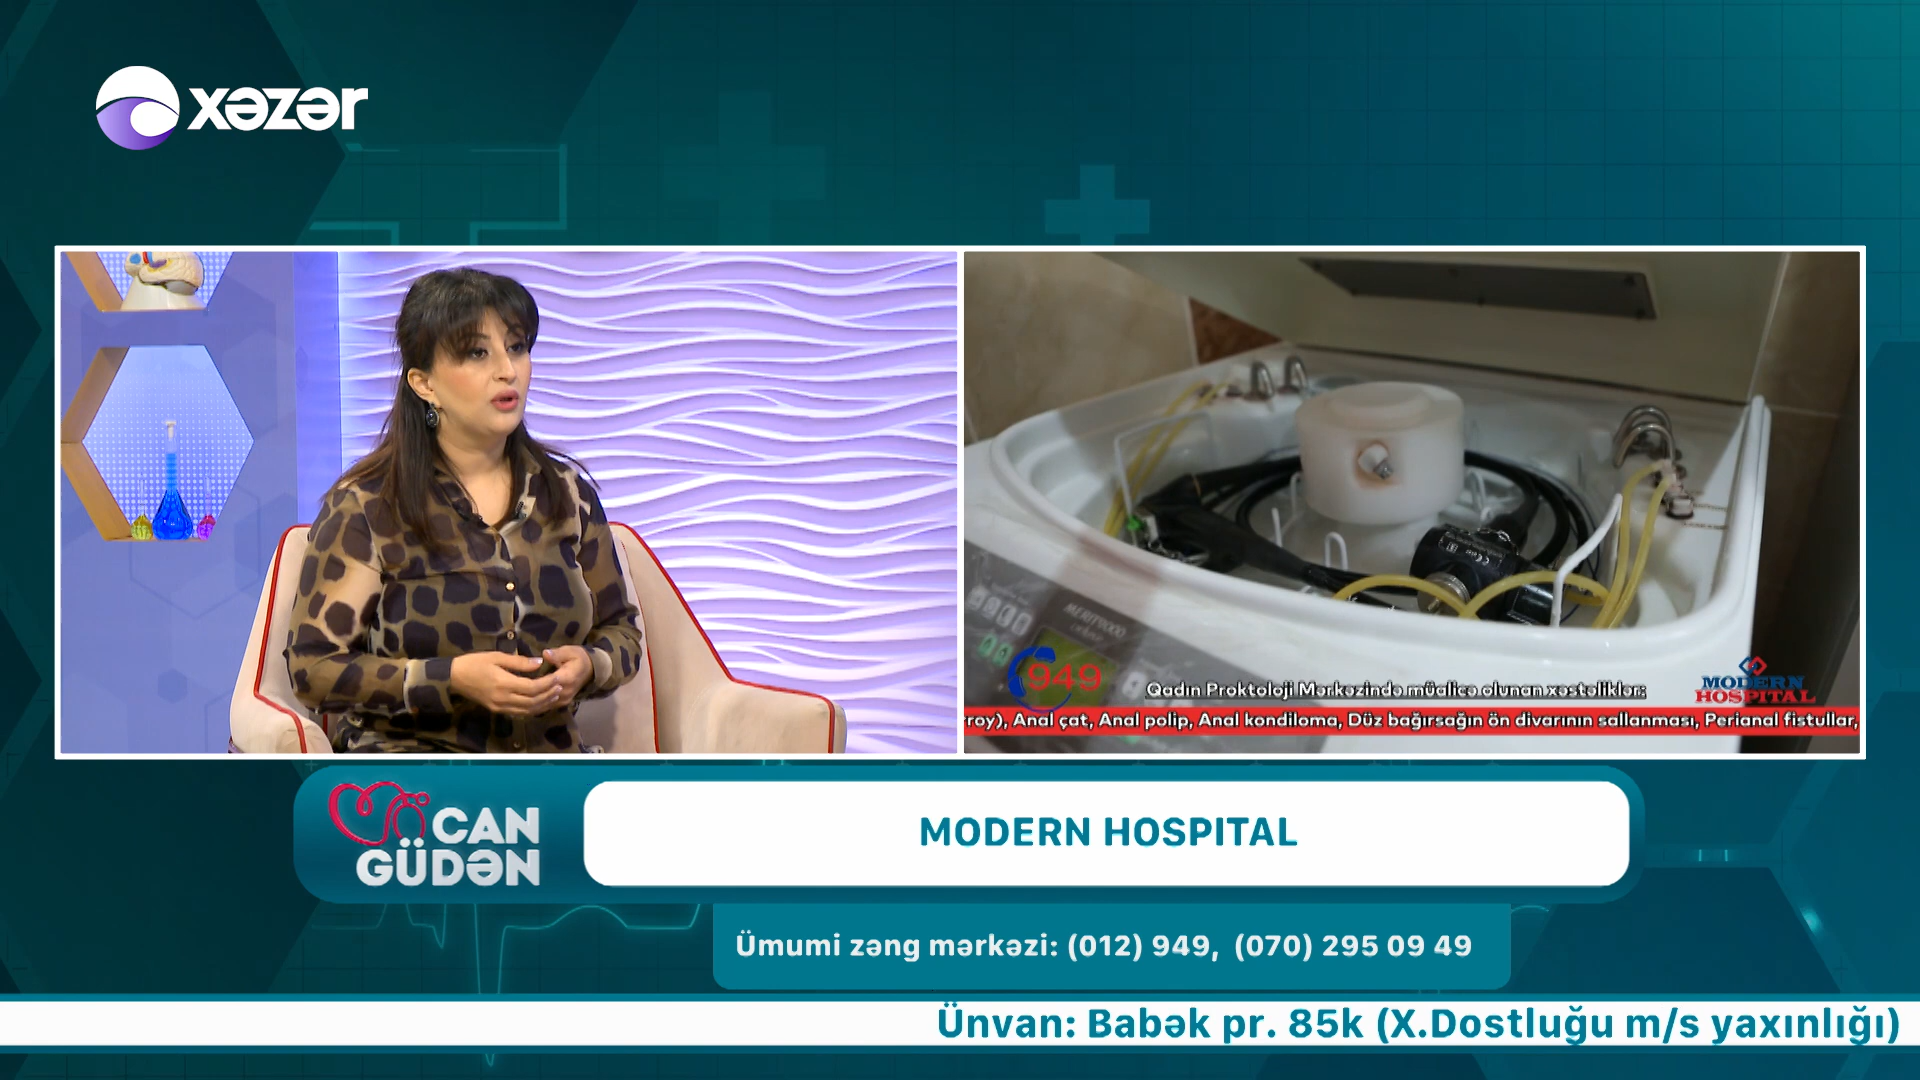 xəzər
MERIT9000
949
Qadın Proktoloji Mərkəzində müalicə olunan xəstəliklər:
MODERN
HOSPITAL
rroy), Anal çat, Anal polip, Anal kondiloma, Düz bağırsağın ön divarının sallanması, Perianal fistullar,
CAN
GÜDƏN
MODERN HOSPITAL
Ümumi zəng mərkəzi: (012) 949, (070) 295 09 49
Ünvan: Babək pr. 85k (X.Dostluğu m/s yaxınlığı)